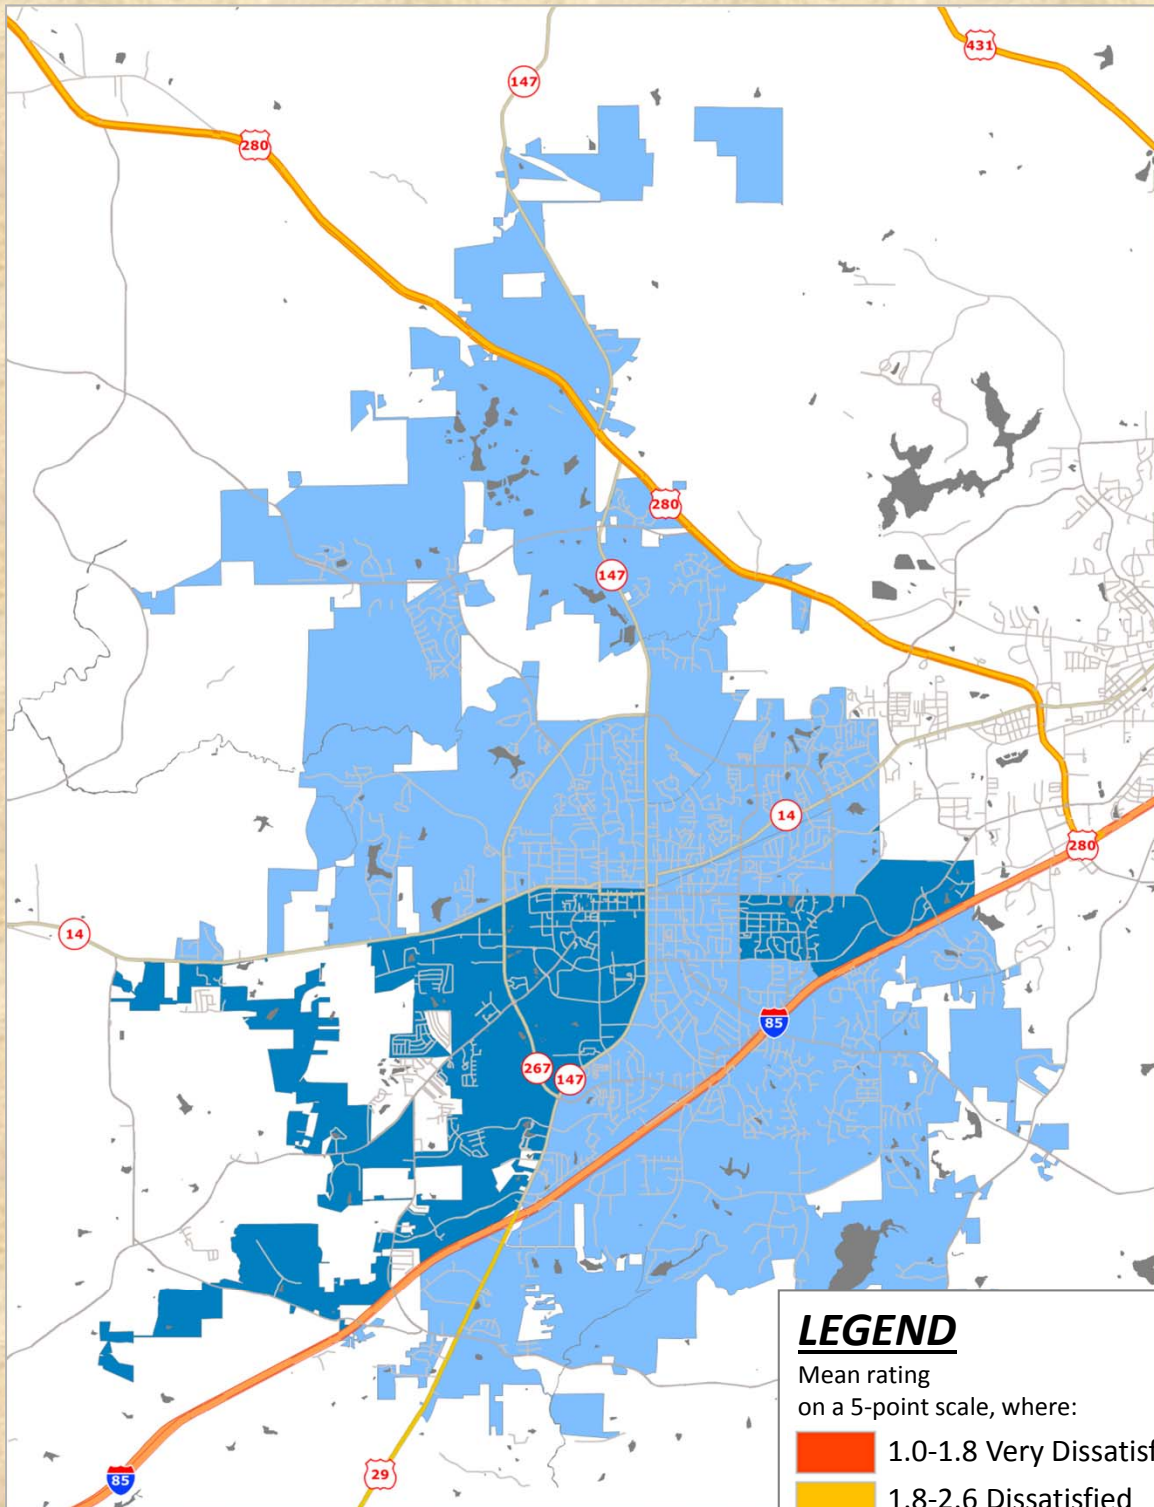 431
147
280
280
147
14
280
14
85
267
147
29
85
LEGEND
Mean rating
on a 5-point scale, where:
1.0-1.8 Very Dissatisf
1.8-2.6 Dissatisfied